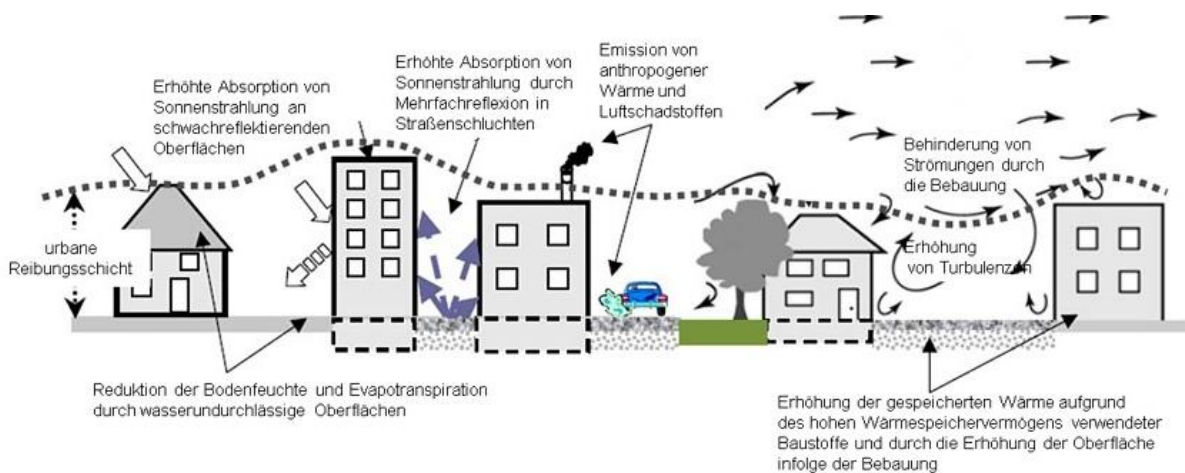 Erhöhte Absorption von
Sonnenstrahlung an
schwachreflektierenden
Oberflächen
Erhöhte Absorption von
Sonnenstrahlung durch
Mehrfachreflexion in
Straßenschluchten
Emission von
anthropogener
Wärme und
Luftschadstoffen
Behinderung von
Strömungen durch
die Bebauung
urbane
Reibungsschicht
Erhöhung
von Turbulenzen
Reduktion der Bodenfeuchte und Evapotranspiration
durch wasserundurchlässige Oberflächen
Erhöhung der gespeicherten Wärme aufgrund
des hohen Wärmespeichervermögens verwendeter
Baustoffe und durch die Erhöhung der Oberfläche
infolge der Bebauung